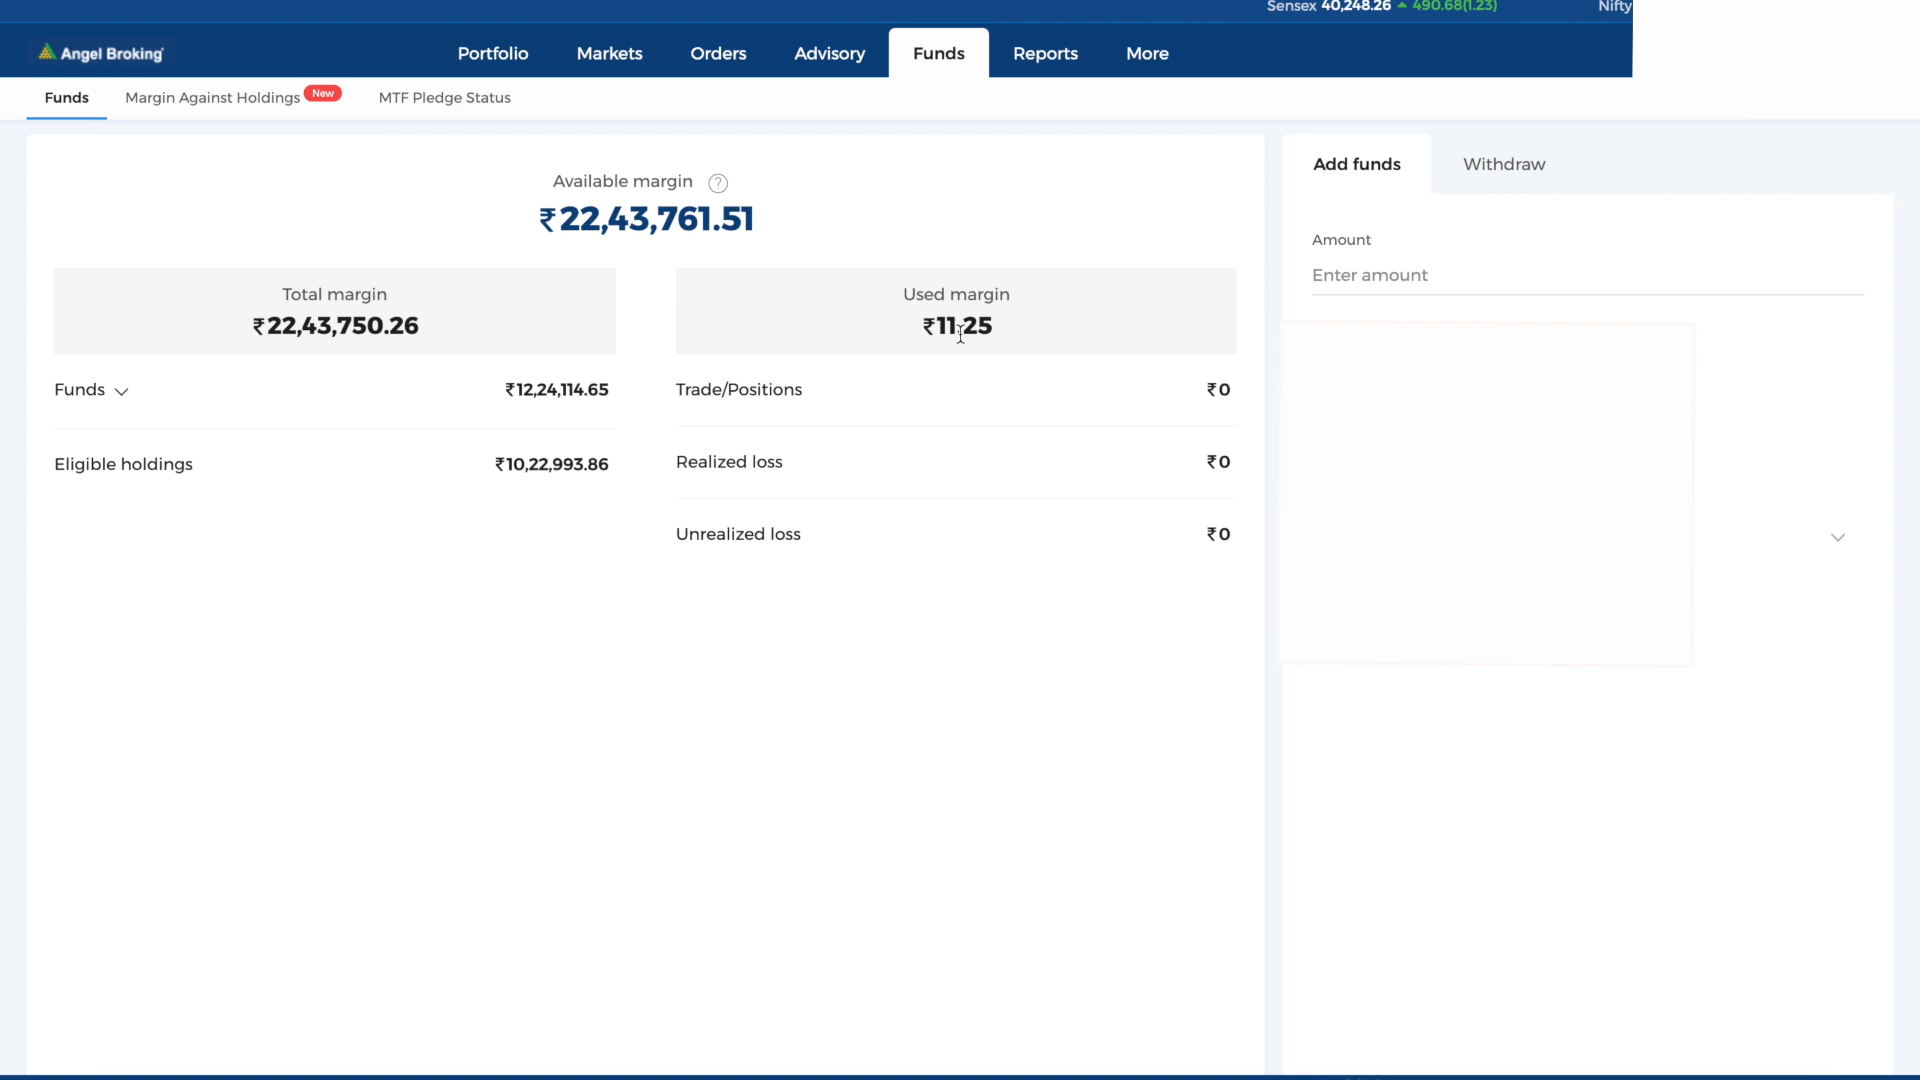 Sensex 40,248.26 490.68(1.23) Nifty
Angel Broking Portfolio Markets Orders Advisory Funds Reports More
Funds Margin Against Holdings New MTF Pledge Status
Available margin ?
₹22,43,761.51
Total margin
₹22,43,750.26
Funds ₹12,24,114.65
Eligible holdings ₹10,22,993.86
Used margin
₹11.25
Trade/Positions ₹0
Realized loss ₹0
Unrealized loss ₹0
Add funds Withdraw
Amount
Enter amount